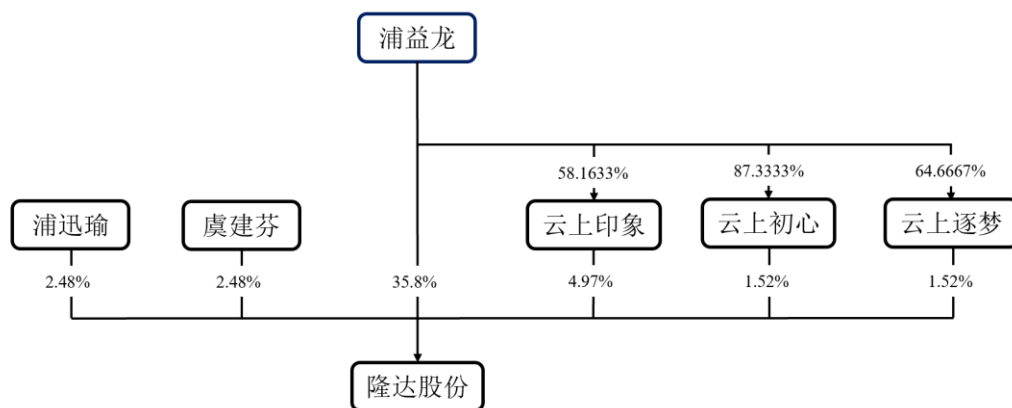 浦益龙
58.1633%
87.3333%
64.6667%
浦迅瑜
虞建芬
云上印象
云上初心
云上逐梦
2.48%
2.48%
35.8%
4.97%
1.52%
1.52%
隆达股份